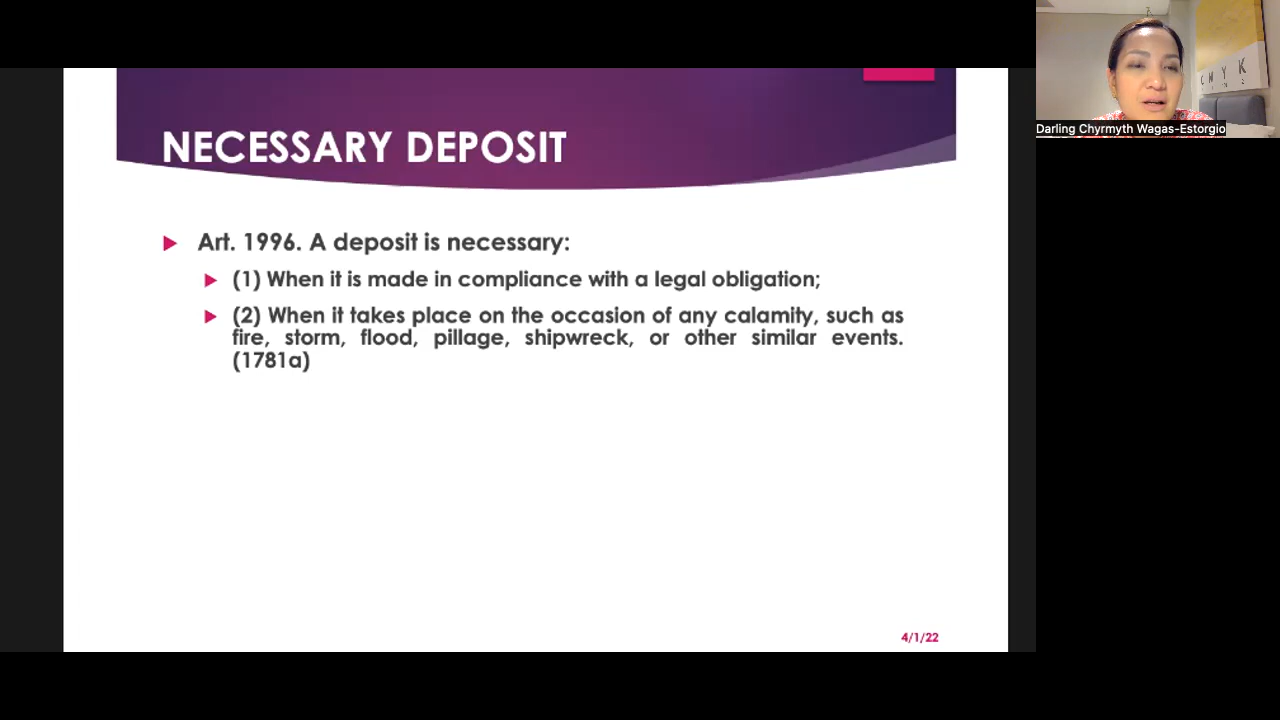 NECESSARY DEPOSIT
Art. 1996. A deposit is necessary:
(1) When it is made in compliance with a legal obligation;
(2) When it takes place on the occasion of any calamity, such as
fire, storm, flood, pillage, shipwreck, or other similar events.
(1781a)
4/1/22
C M Y K
Darling Chyrmyth Wagas-Estorgio